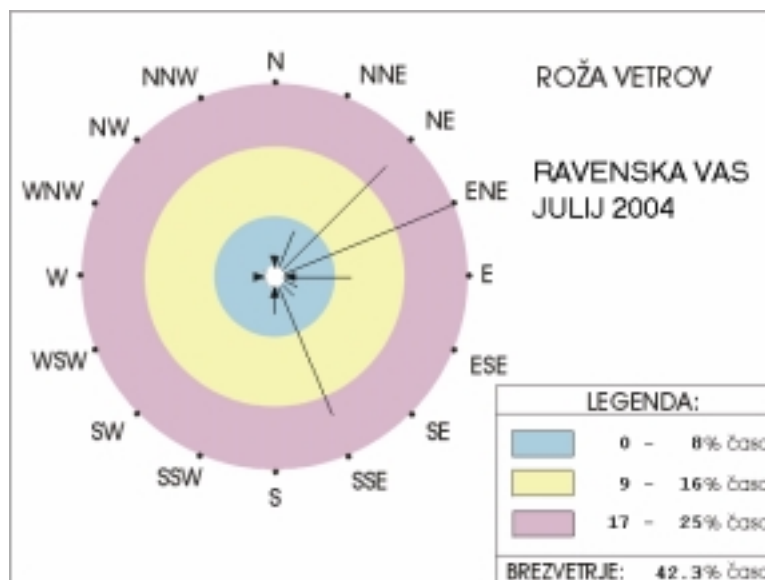 ROŽA VETROV
RAVENSKA VAS
JULIJ 2004
N
NNE
NE
ENE
E
ESE
SE
SSE
S
SSW
SW
WSW
W
WNW
NW
NNW
LEGENDA:
0 - 8% časa
9 - 16% časa
17 - 25% časa
BREZVETRJE: 42.3% časa